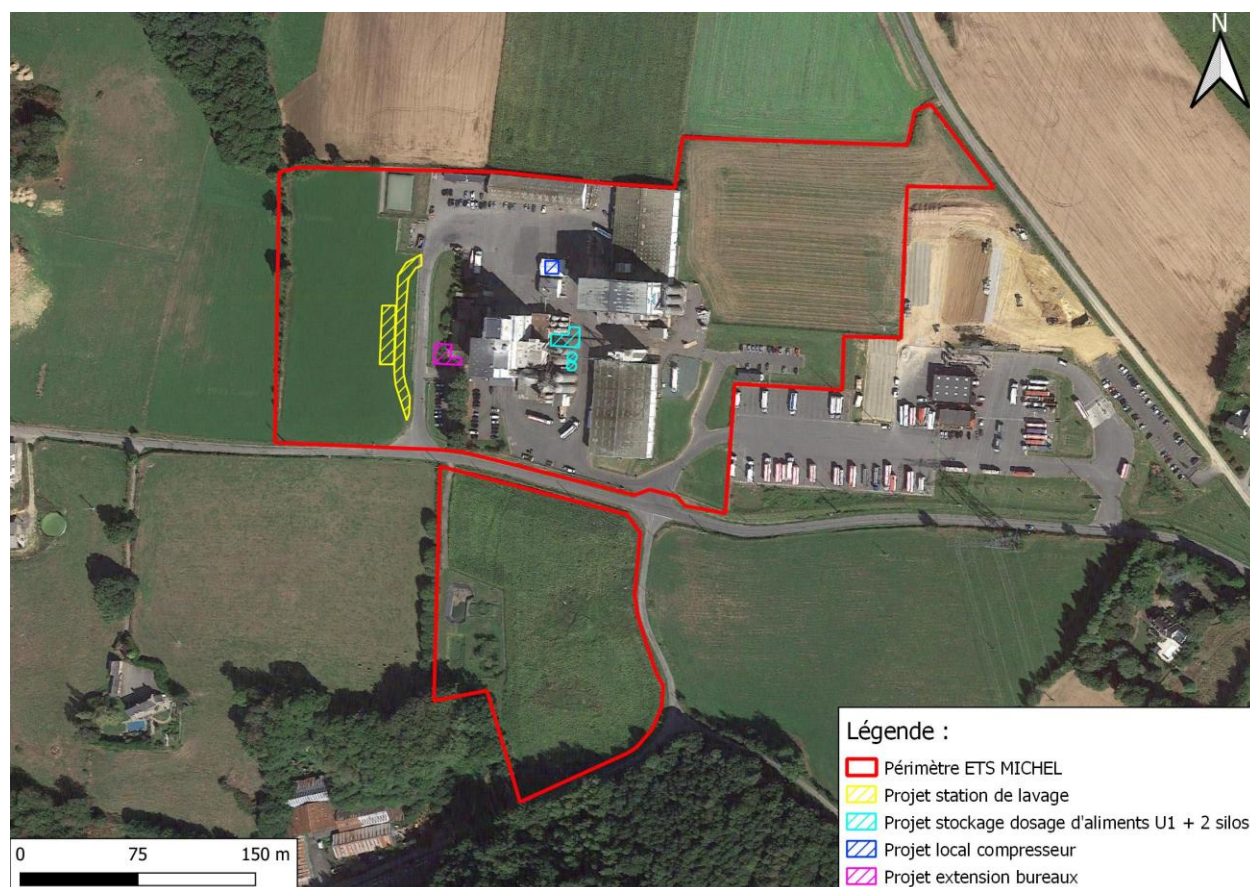 N
Légende :
Périmètre ETS MICHEL
Projet station de lavage
Projet stockage dosage d'aliments U1 + 2 silos
Projet local compresseur
Projet extension bureaux
0 75 150 m